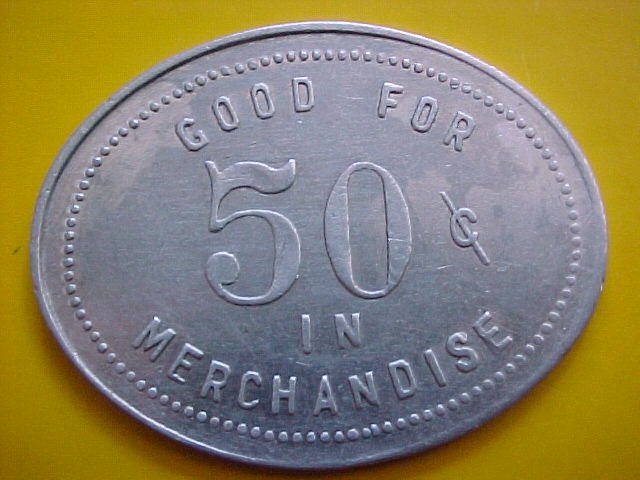 GOOD FOR
50 ¢
IN
MERCHANDISE